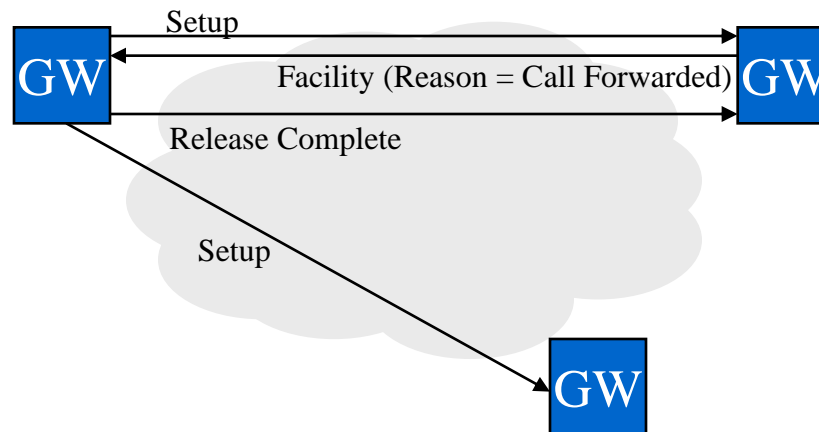 Setup
GW
GW
Facility (Reason = Call Forwarded)
Release Complete
Setup
GW